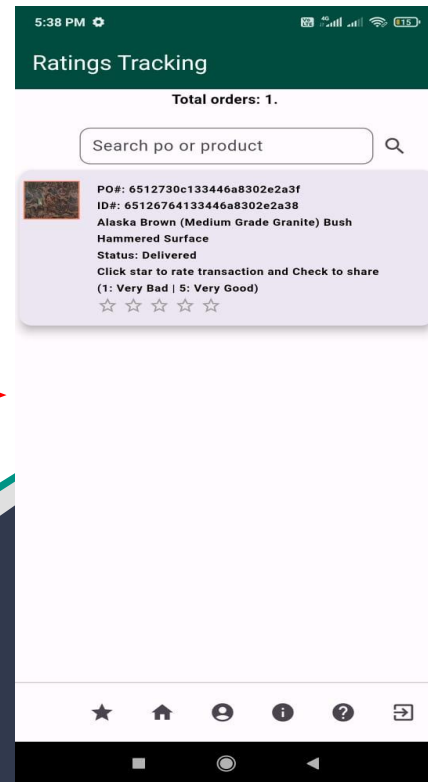 5:38 PM
4G 15
Ratings Tracking
Total orders: 1.
Search po or product
PO#: 6512730c133446a8302e2a3f
ID#: 65126764133446a8302e2a38
Alaska Brown (Medium Grade Granite) Bush
Hammered Surface
Status: Delivered
Click star to rate transaction and Check to share
(1: Very Bad | 5: Very Good)